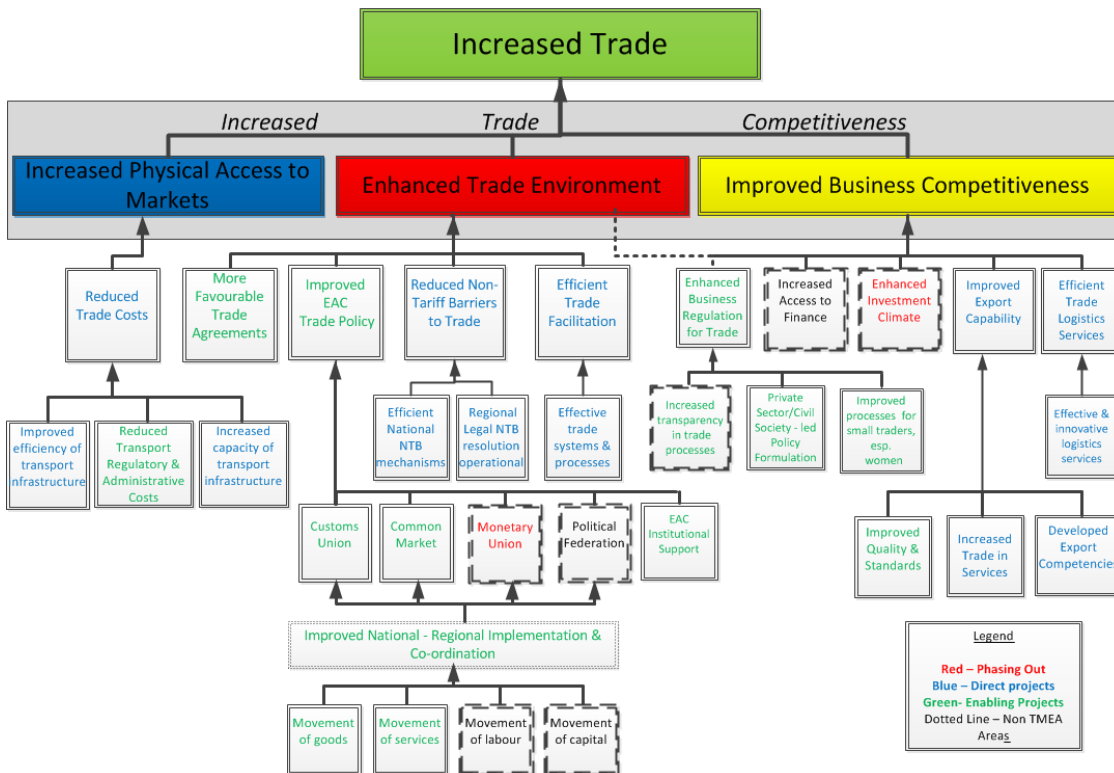 Increased Trade
Increased Trade Competitiveness
Increased Physical Access to
Markets
Enhanced Trade Environment
Improved Business Competitiveness
Reduced
Trade Costs
More
Favourable
Trade
Agreements
Improved
EAC
Trade Policy
Reduced Non-
Tariff Barriers
to Trade
Efficient
Trade
Facilitation
Enhanced
Business
Regulation
for Trade
Increased
Access to
Finance
Enhanced
Investment
Climate
Improved
Export
Capability
Efficient
Trade
Logistics
Services
Improved
efficiency of
transport
nfrastructure
Reduced
Transport
Regulatory &
Administrative
Costs
Increased
capacity of
transport
infrastructure
Efficient
National
NTB
mechanisms
Regional
Legal NTB
resolution
operational
Effective
trade
systems &
processes
Increased
transparency
in trade
processes
Private
Sector/Civil
Society - led
Policy
Formulation
Improved
processes for
small traders,
esp.
women
Effective &
innovative
logistics
services
Customs
Union
Common
Market
Monetary
Union
Political
Federation
EAC
Institutional
Support
Improved
Quality &
Standards
Increased
Trade in
Services
Developed
Export
Competencies
Improved National - Regional Implementation &
Co-ordination
Movement
of goods
Movement
of services
Movement
of labour
Movement
of capital
Legend
Red – Phasing Out
Blue – Direct projects
Green- Enabling Projects
Dotted Line – Non TMEA
Areas